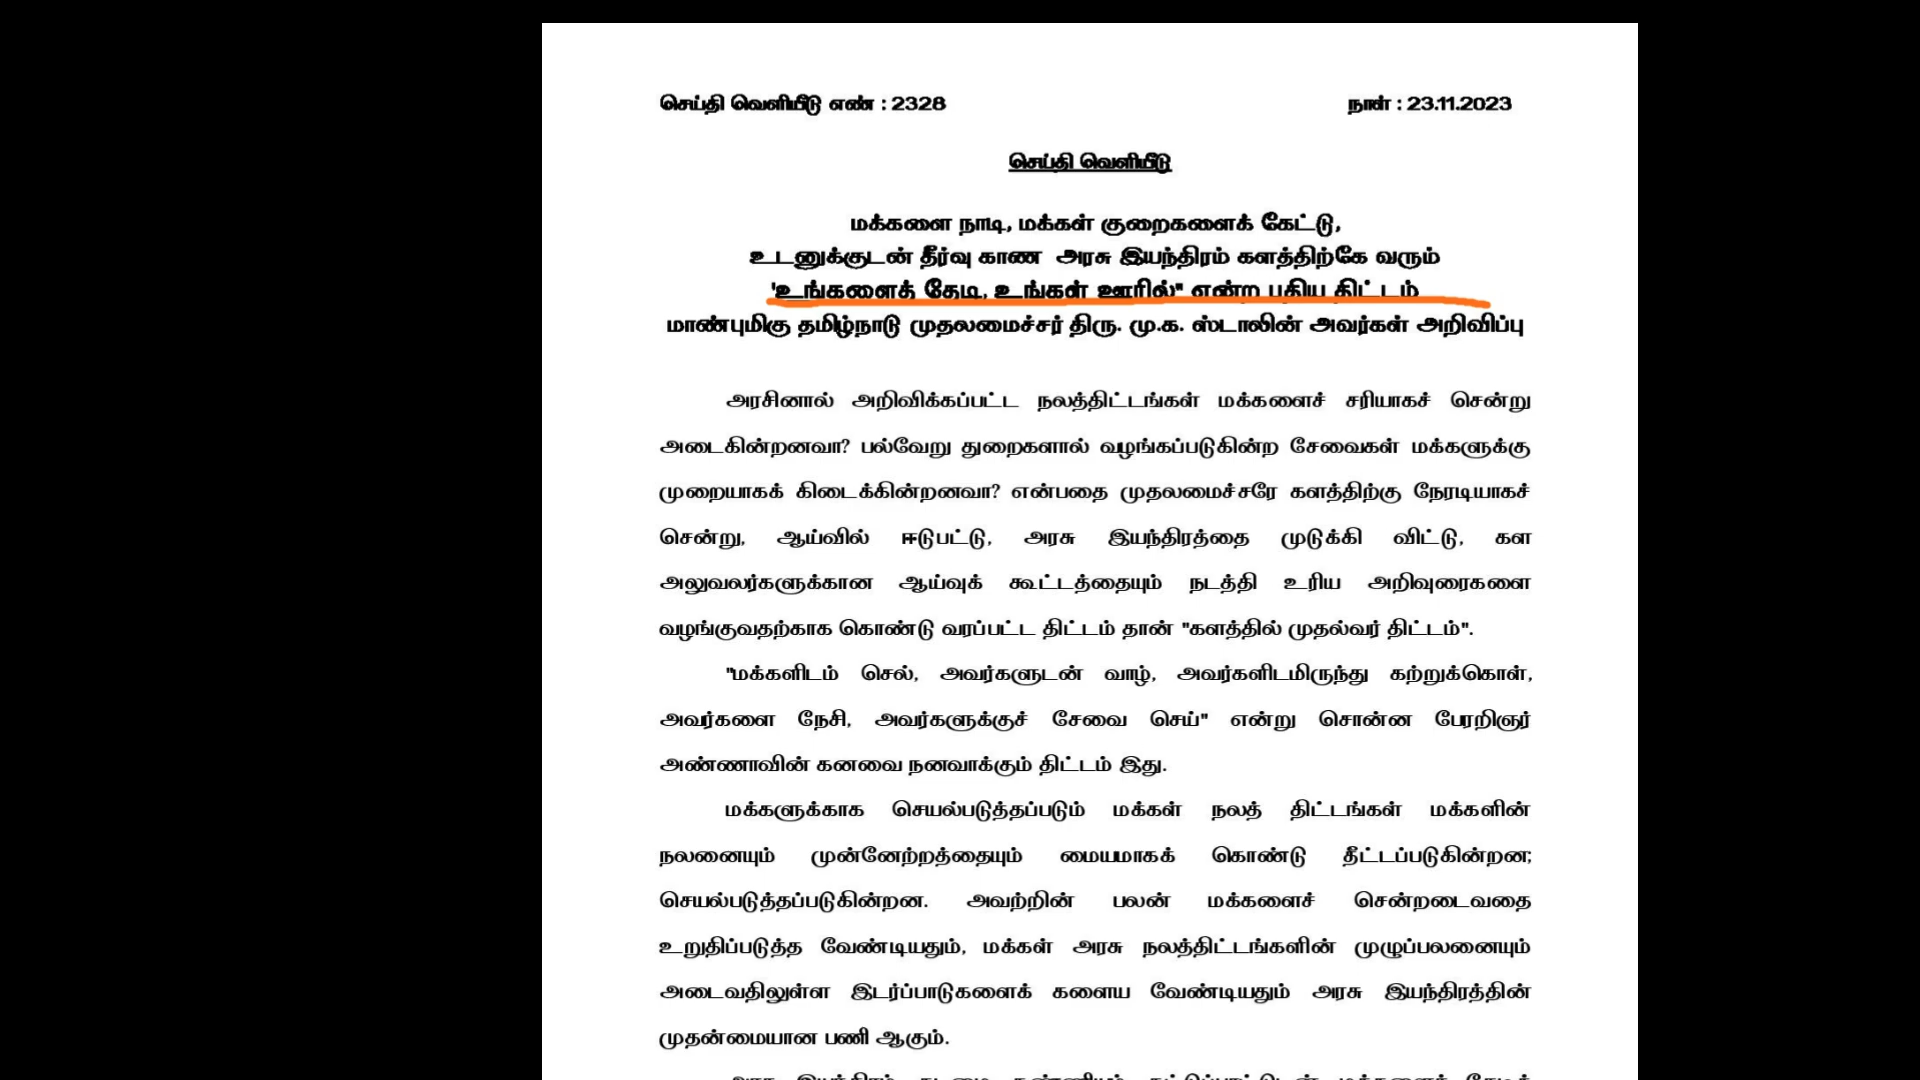 செய்தி வெளியீடு எண் : 2328 நாள் : 23.11.2023
செய்தி வெளியீடு
மக்களை நாடி, மக்கள் குறைகளைக் கேட்டு,
உடனுக்குடன் தீர்வு காண அரசு இயந்திரம் களத்திற்கே வரும்
'உங்களைத் தேடி, உங்கள் ஊரில்" என்ற புதிய திட்டம்
மாண்புமிகு தமிழ்நாடு முதலமைச்சர் திரு. மு.க. ஸ்டாலின் அவர்கள் அறிவிப்பு
அரசினால் அறிவிக்கப்பட்ட நலத்திட்டங்கள் மக்களைச் சரியாகச் சென்று
அடைகின்றனவா? பல்வேறு துறைகளால் வழங்கப்படுகின்ற சேவைகள் மக்களுக்கு
முறையாகக் கிடைக்கின்றனவா? என்பதை முதலமைச்சரே களத்திற்கு நேரடியாகச்
சென்று, ஆய்வில் ஈடுபட்டு, அரசு இயந்திரத்தை முடுக்கி விட்டு, கள
அலுவலர்களுக்கான ஆய்வுக் கூட்டத்தையும் நடத்தி உரிய அறிவுரைகளை
வழங்குவதற்காக கொண்டு வரப்பட்ட திட்டம் தான் "களத்தில் முதல்வர் திட்டம்".
"மக்களிடம் செல், அவர்களுடன் வாழ், அவர்களிடமிருந்து கற்றுக்கொள்,
அவர்களை நேசி, அவர்களுக்குச் சேவை செய்" என்று சொன்ன பேரறிஞர்
அண்ணாவின் கனவை நனவாக்கும் திட்டம் இது.
மக்களுக்காக செயல்படுத்தப்படும் மக்கள் நலத் திட்டங்கள் மக்களின்
நலனையும் முன்னேற்றத்தையும் மையமாகக் கொண்டு தீட்டப்படுகின்றன;
செயல்படுத்தப்படுகின்றன. அவற்றின் பலன் மக்களைச் சென்றடைவதை
உறுதிப்படுத்த வேண்டியதும், மக்கள் அரசு நலத்திட்டங்களின் முழுப்பலனையும்
அடைவதிலுள்ள இடர்ப்பாடுகளைக் களைய வேண்டியதும் அரசு இயந்திரத்தின்
முதன்மையான பணி ஆகும்.